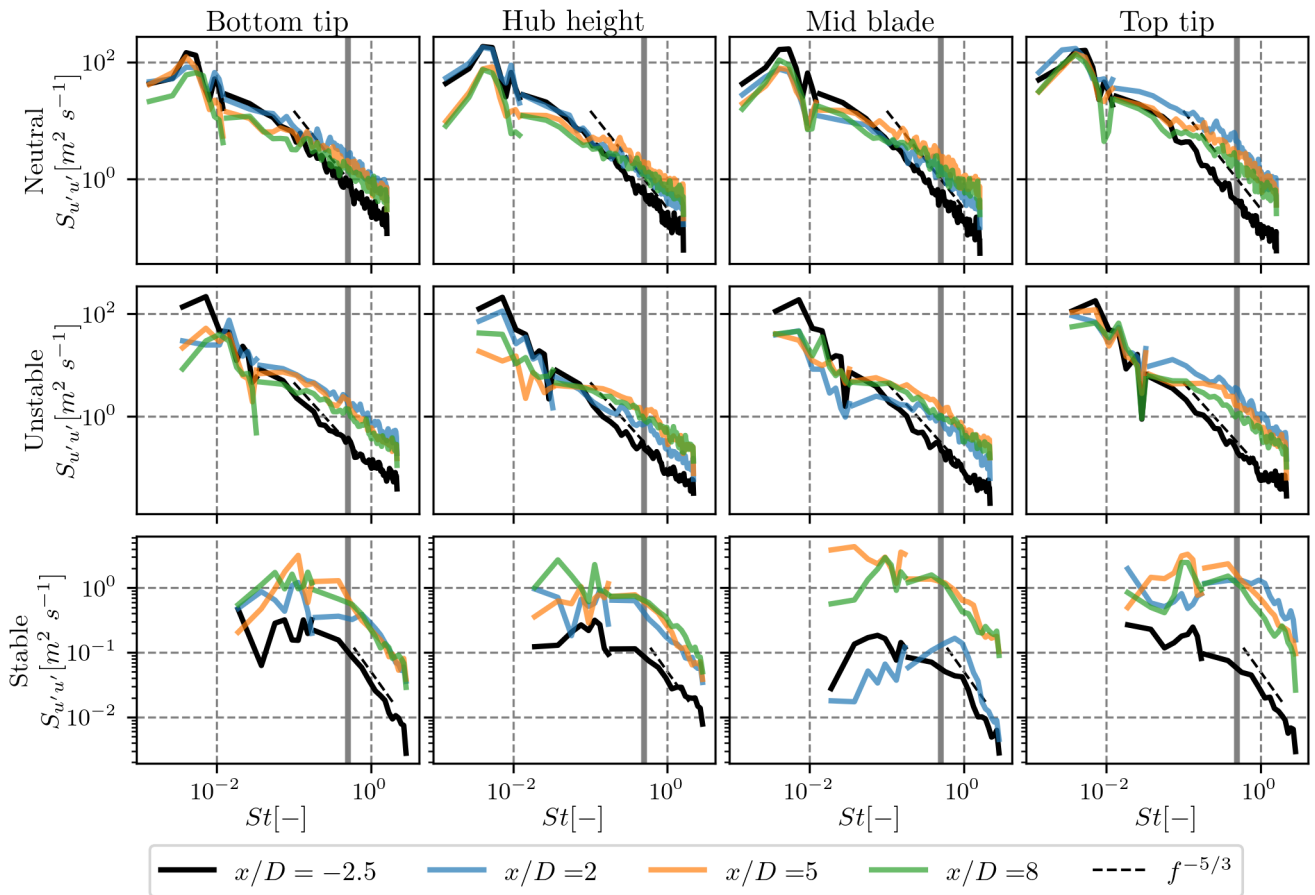 Bottom tip Hub height Mid blade Top tip
Neutral
$S_{u'u'}[m^2\ s^{-1}]$
$10^2$
$10^0$
Unstable
$S_{u'u'}[m^2\ s^{-1}]$
$10^2$
$10^0$
Stable
$S_{u'u'}[m^2\ s^{-1}]$
$10^0$
$10^{-1}$
$10^{-2}$
$10^{-2}$ $10^0$ $10^{-2}$ $10^0$ $10^{-2}$ $10^0$ $10^{-2}$ $10^0$
$St[-]$ $St[-]$ $St[-]$ $St[-]$
$x/D = -2.5$ $x/D =2$ $x/D =5$ $x/D =8$ $f^{-5/3}$